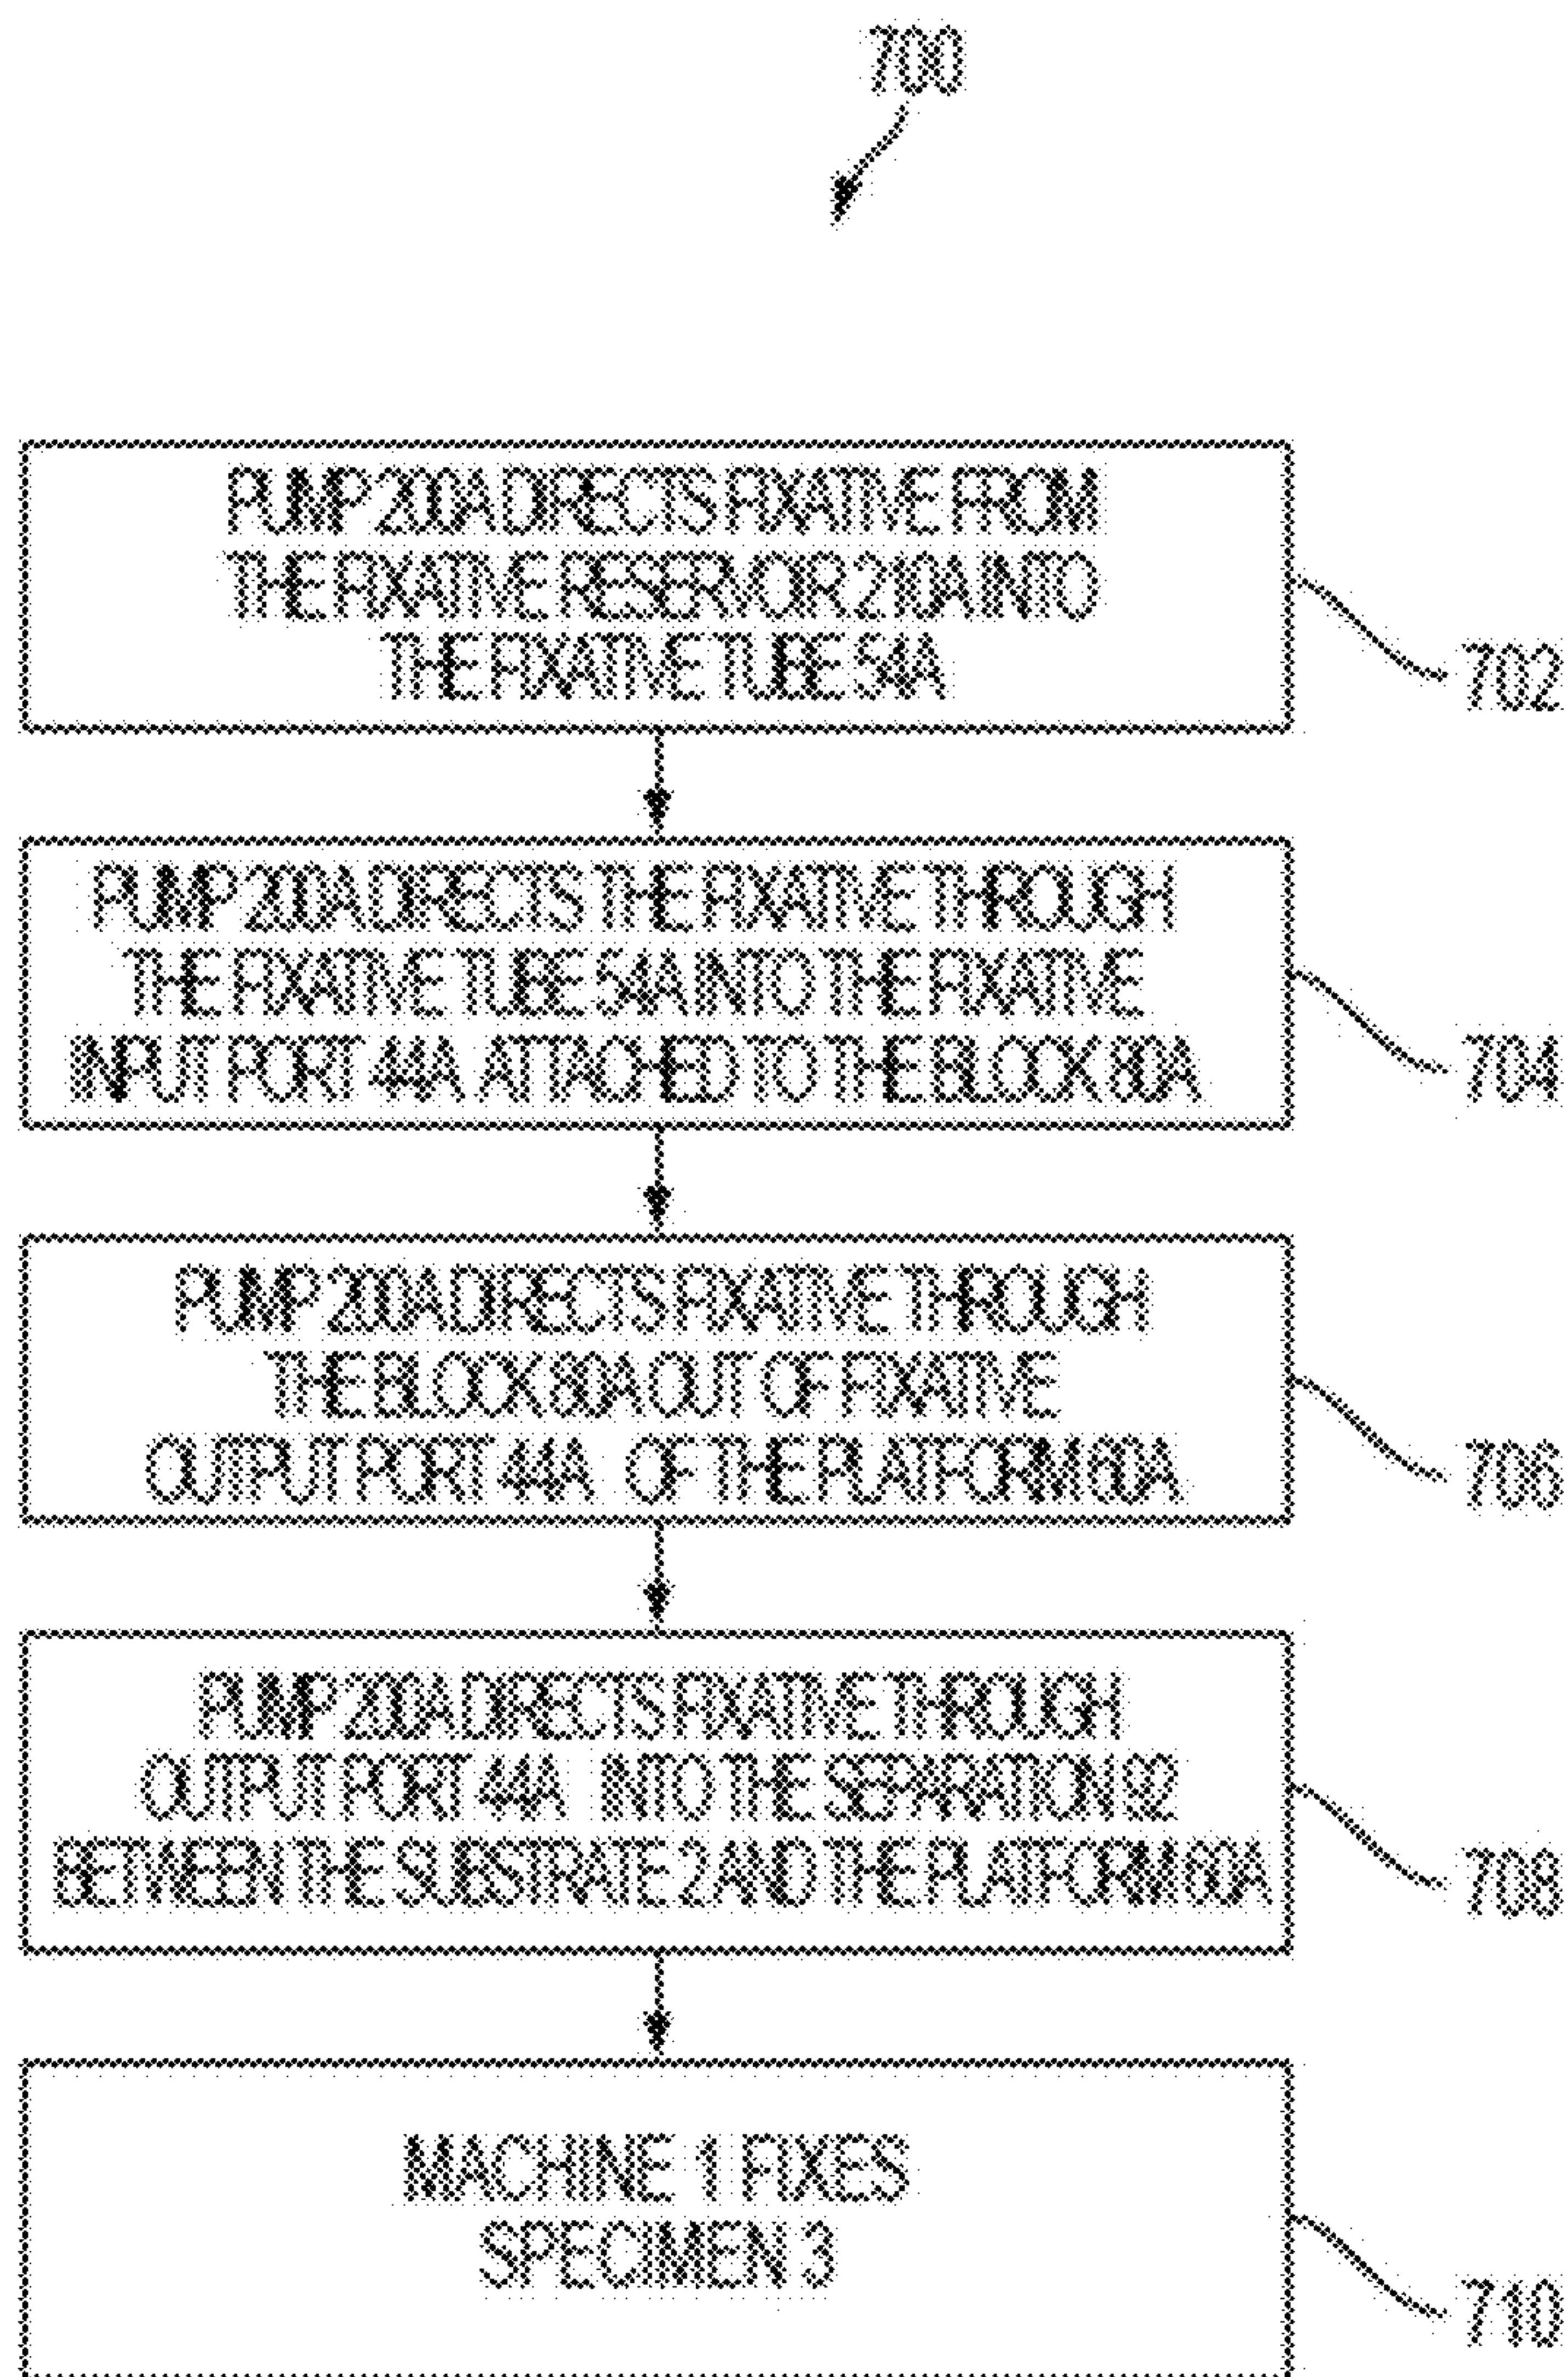 700
PUMP 200A DIRECTS FIXATIVE FROM
THE FIXATIVE RESERVOIR 210A INTO
THE FIXATIVE TUBE 54A
702
PUMP 200A DIRECTS THE FIXATIVE THROUGH
THE FIXATIVE TUBE 54A INTO THE FIXATIVE
INPUT PORT 44A ATTACHED TO THE BLOCK 80A
704
PUMP 200A DIRECTS FIXATIVE THROUGH
THE BLOCK 80A OUT OF FIXATIVE
OUTPUT PORT 44A OF THE PLATFORM 60A
706
PUMP 200A DIRECTS FIXATIVE THROUGH
OUTPUT PORT 44A INTO THE SEPARATION 92
BETWEEN THE SUBSTRATE 2 AND THE PLATFORM 60A
708
MACHINE 1 FIXES
SPECIMEN 3
710